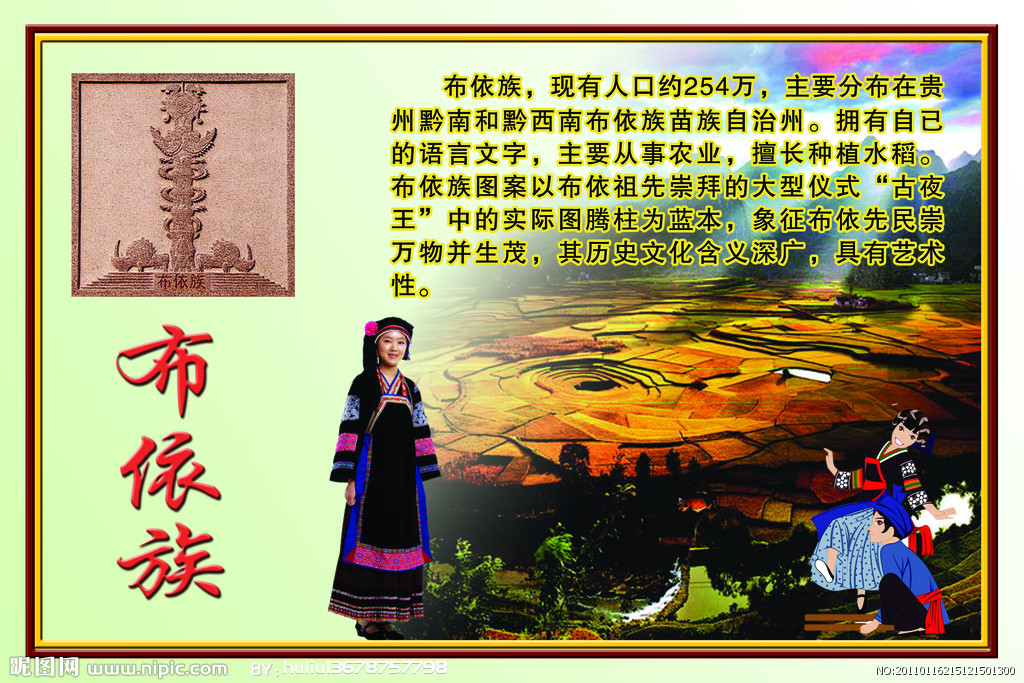 布依族，现有人口约254万，主要分布在贵
州黔南和黔西南布依族苗族自治州。拥有自已
的语言文字，主要从事农业，擅长种植水稻。
布依族图案以布依祖先崇拜的大型仪式“古夜
王”中的实际图腾柱为蓝本，象征布依先民崇
万物并生茂，其历史文化含义深广，具有艺术
性。
布依族
布依族
昵图网 www.nipic.com BY:huliu13678757798
NO:20110116215121501300